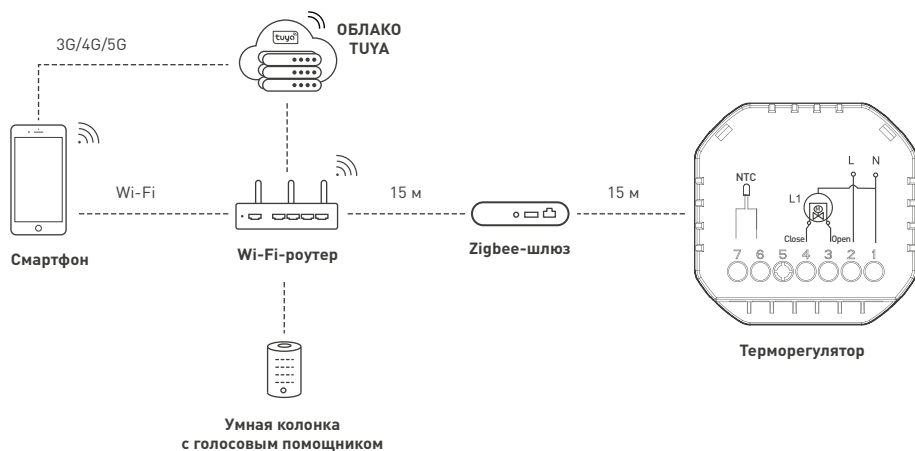 ОБЛАКО
TUYA
tuya
3G/4G/5G
Wi-Fi
15 м
15 м
Смартфон
Wi-Fi-роутер
Zigbee-шлюз
L N
NTC
L1
M
Close Open
7 6 5 4 3 2 1
Терморегулятор
Умная колонка
с голосовым помощником